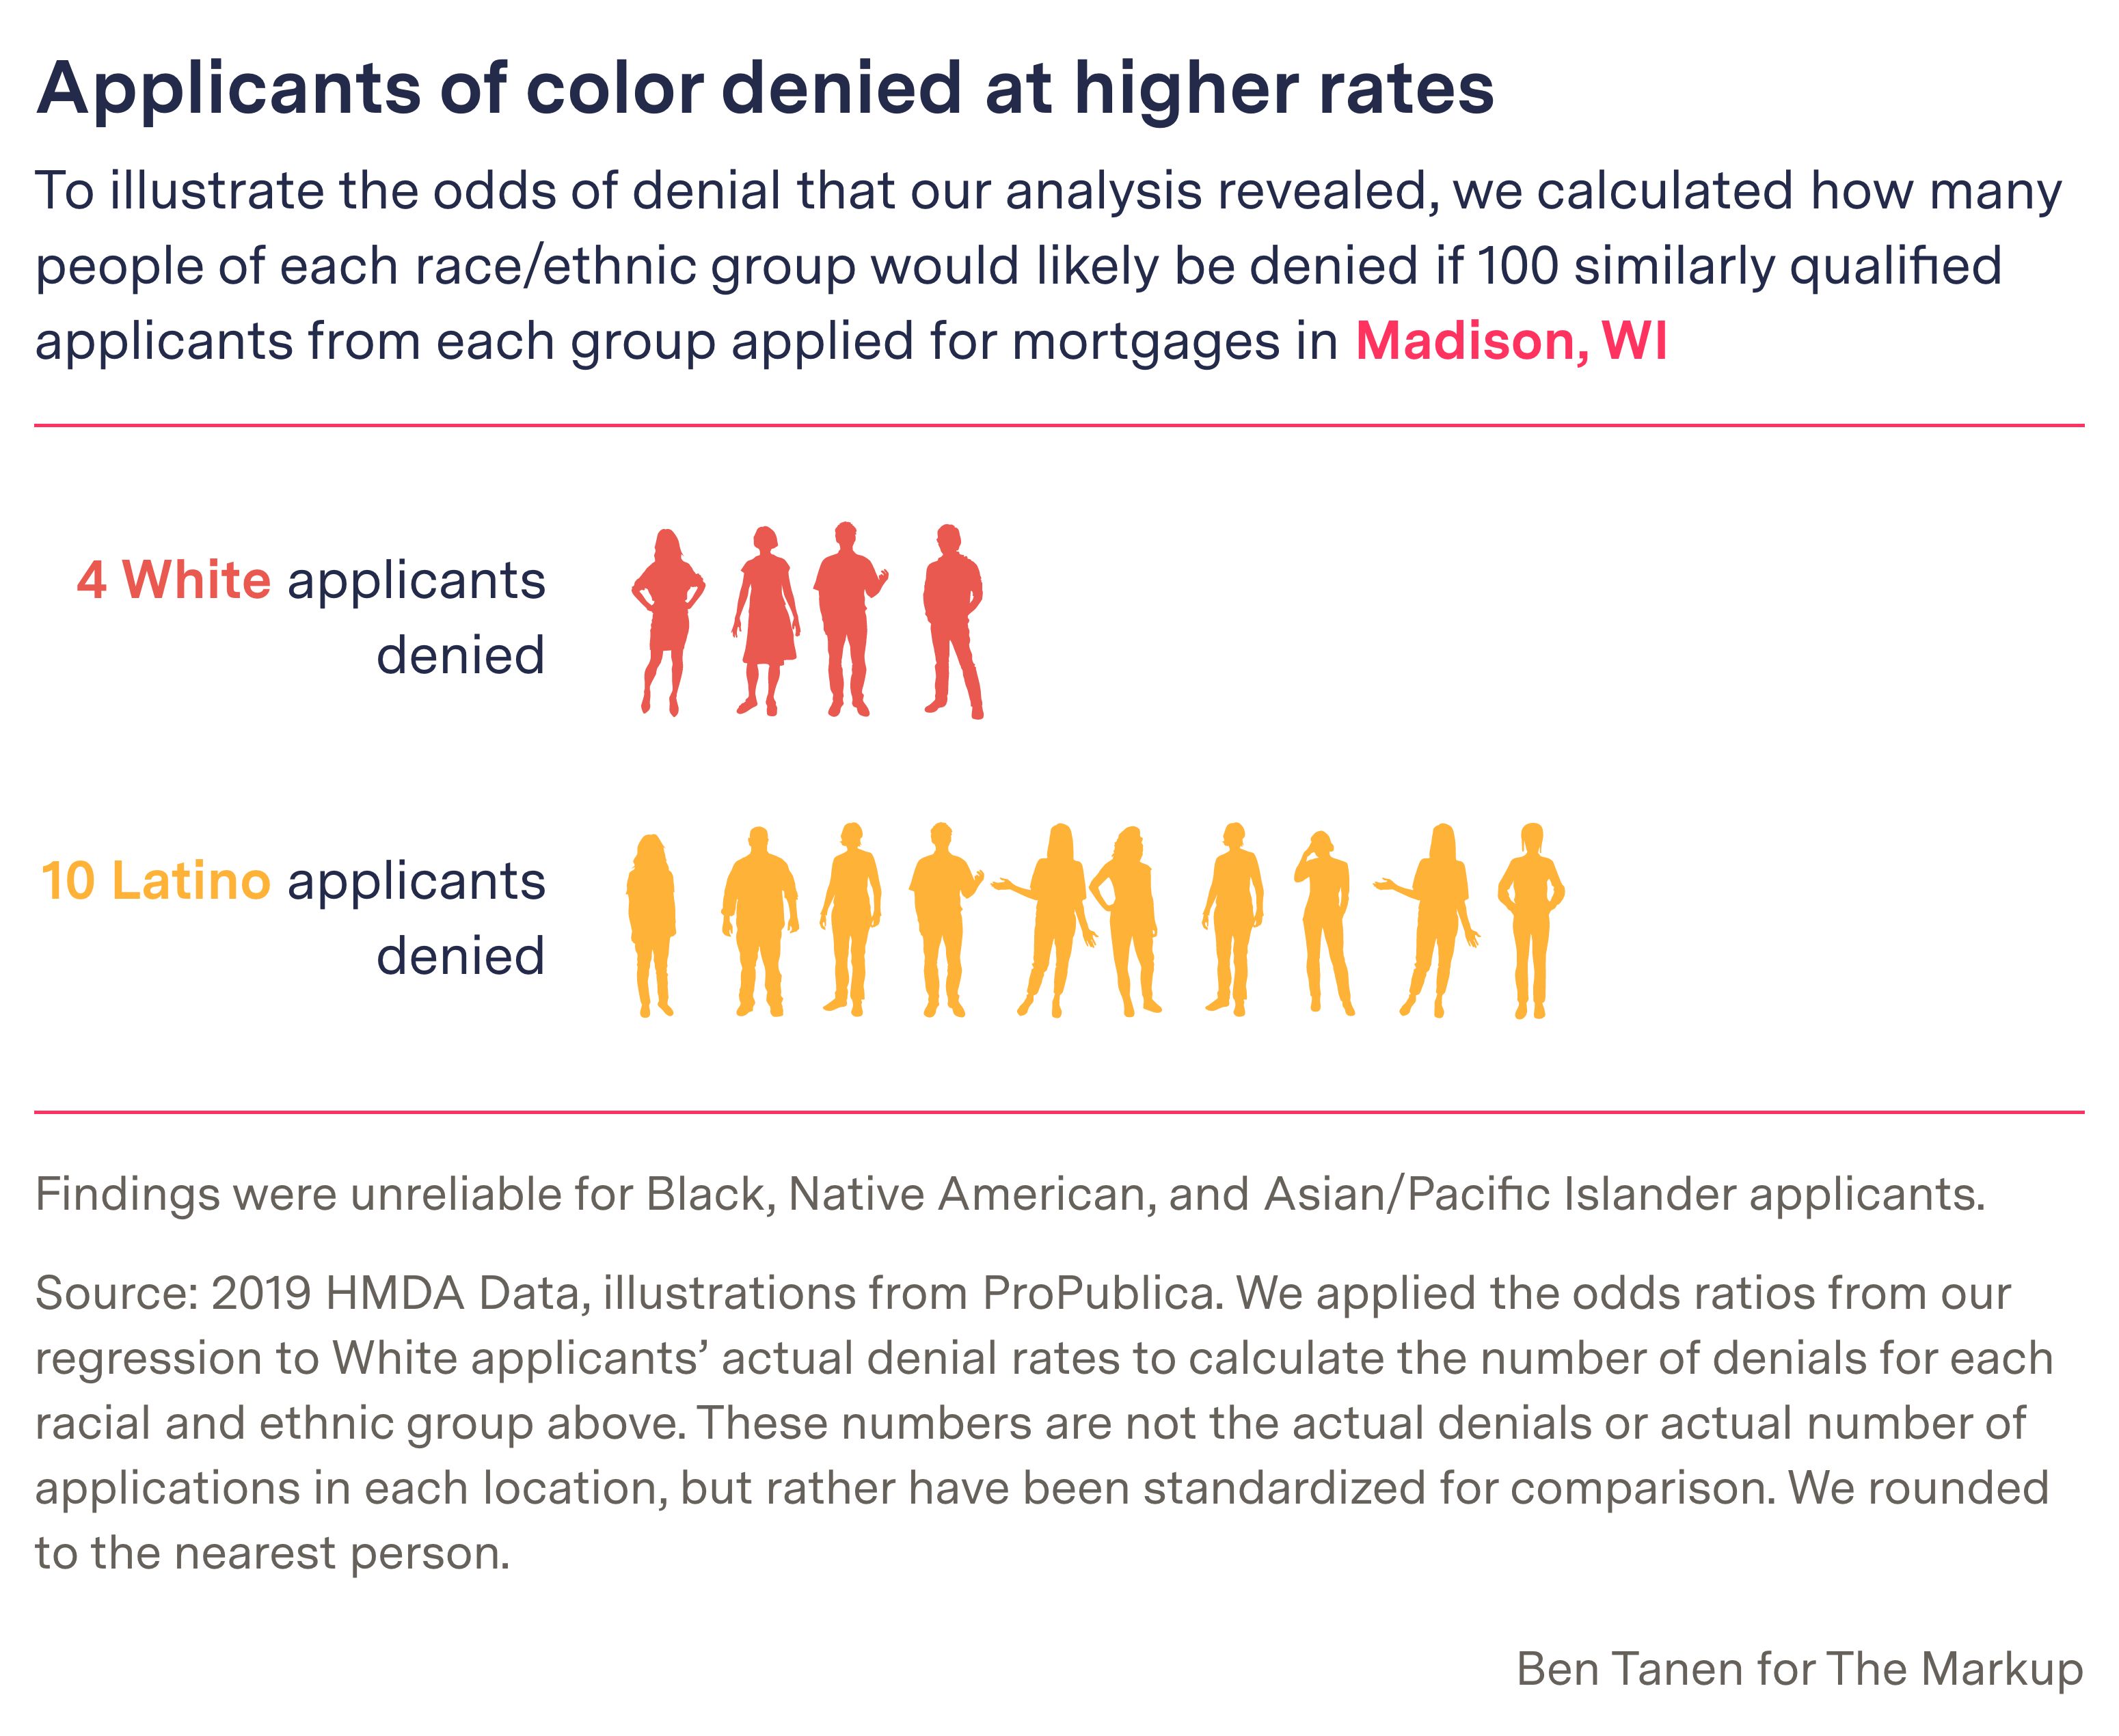 Applicants of color denied at higher rates
To illustrate the odds of denial that our analysis revealed, we calculated how many
people of each race/ethnic group would likely be denied if 100 similarly qualified
applicants from each group applied for mortgages in Madison, WI
4 White applicants
denied
10 Latino applicants
denied
Findings were unreliable for Black, Native American, and Asian/Pacific Islander applicants.
Source: 2019 HMDA Data, illustrations from ProPublica. We applied the odds ratios from our
regression to White applicants’ actual denial rates to calculate the number of denials for each
racial and ethnic group above. These numbers are not the actual denials or actual number of
applications in each location, but rather have been standardized for comparison. We rounded
to the nearest person.
Ben Tanen for The Markup